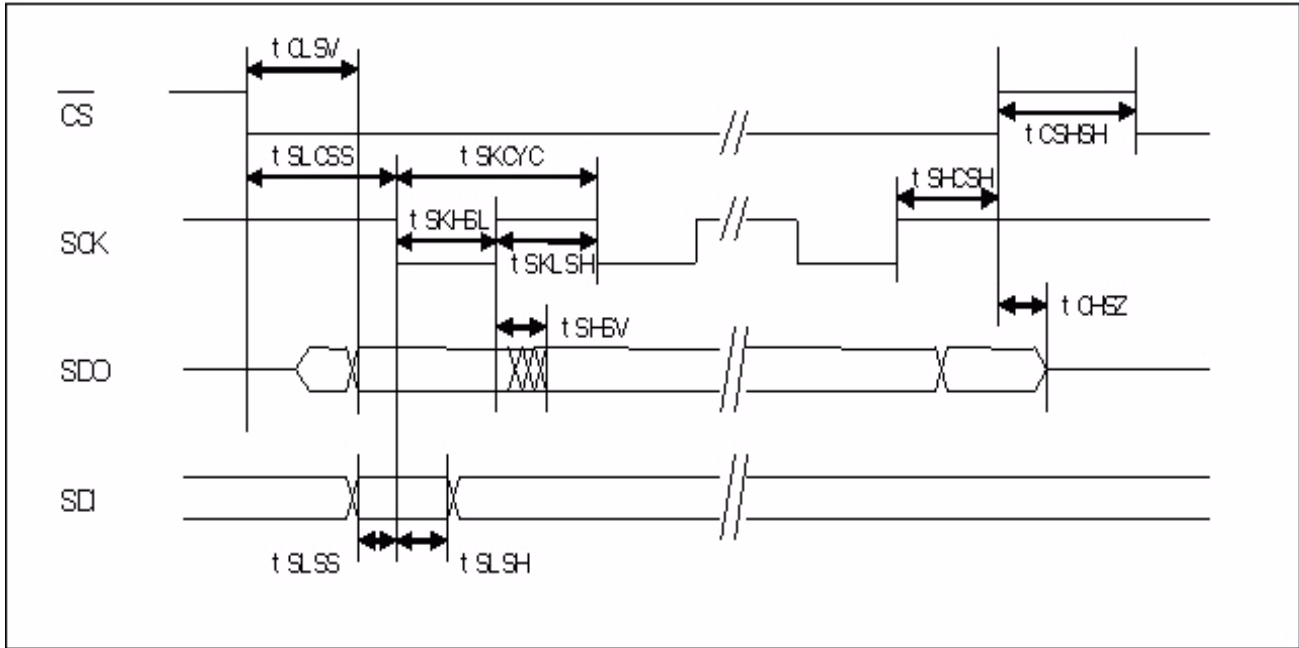 t CLSV
CS
t SLCSS
t SKCYC
t CSHSH
t SHCSH
SCK
t SKHSL
t SKLSH
t CHSZ
t SHSV
SDO
SDI
t SLSS
t SLSH